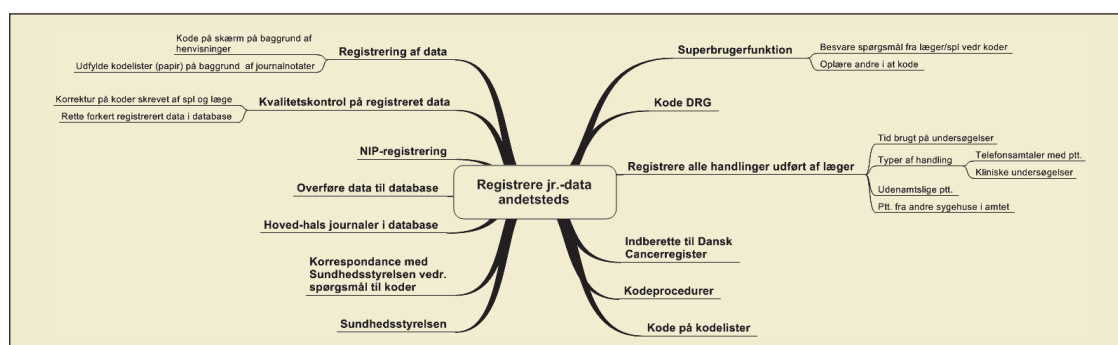 Kode på skærm på baggrund af
henvisninger
Udfylde kodelister (papir) på baggrund af journalnotater
Registrering af data
Korrektur på koder skrevet af spl og læge
Rette forkert registrerert data i database
Kvalitetskontrol på registreret data
NIP-registrering
Overføre data til database
Hoved-hals journaler i database
Korrespondance med
Sundhedsstyrelsen vedr.
spørgsmål til koder
Sundhedsstyrelsen
Registrere jr.-data
andetsteds
Superbrugerfunktion
Besvare spørgsmål fra læger/spl vedr koder
Oplære andre i at kode
Kode DRG
Registrere alle handlinger udført af læger
Tid brugt på undersøgelser
Typer af handling
Telefonsamtaler med ptt.
Kliniske undersøgelser
Udenamtslige ptt.
Ptt. fra andre sygehuse i amtet
Indberette til Dansk
Cancerregister
Kodeprocedurer
Kode på kodelister